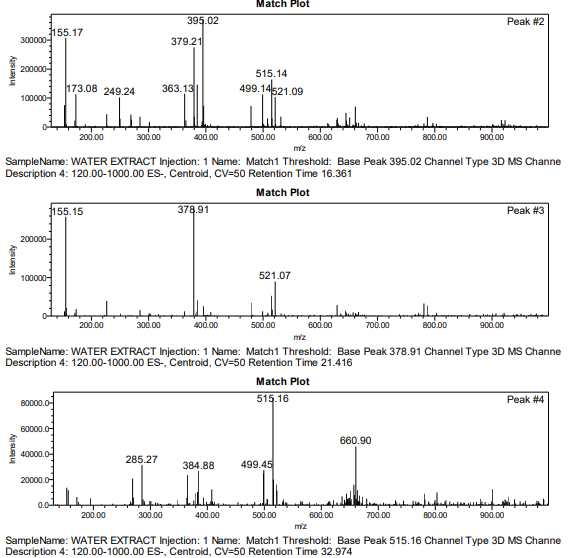 Match Plot
Peak #2
395.02
155.17
379.21
300000
Intensity
515.14
200000
173.08 249.24 363.13 499.14 521.09
100000
0
200.00 300.00 400.00 500.00 600.00 700.00 800.00 900.00
m/z
SampleName: WATER EXTRACT Injection: 1 Name: Match1 Threshold: Base Peak 395.02 Channel Type 3D MS Channe
Description 4: 120.00-1000.00 ES-, Centroid, CV=50 Retention Time 16.361
Match Plot
155.15 378.91 Peak #3
200000
Intensity
521.07
100000
0
200.00 300.00 400.00 500.00 600.00 700.00 800.00 900.00
m/z
SampleName: WATER EXTRACT Injection: 1 Name: Match1 Threshold: Base Peak 378.91 Channel Type 3D MS Channe
Description 4: 120.00-1000.00 ES-, Centroid, CV=50 Retention Time 21.416
Match Plot
515.16 Peak #4
80000.0
60000.0
Intensity
660.90
40000.0
285.27 384.88 499.45
20000.0
0.0
200.00 300.00 400.00 500.00 600.00 700.00 800.00 900.00
m/z
SampleName: WATER EXTRACT Injection: 1 Name: Match1 Threshold: Base Peak 515.16 Channel Type 3D MS Channe
Description 4: 120.00-1000.00 ES-, Centroid, CV=50 Retention Time 32.974